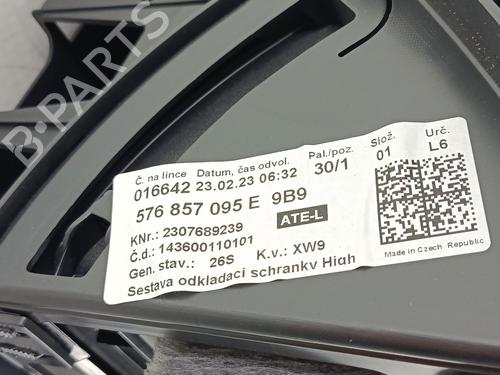 B-PARTS
Č. na lince Datum, čas odvol. Pal./poz. Slož. Urč.
016642 23.02.23 06:32 30/1 01 L6
576 857 095 E 9B9
KNr.: 2307689239 ATE-L
Č.d.: 143600110101
Gen. stav.: 26S K.v.: XW9
Sestava odkladaci schranky High
Made in Czech Republic